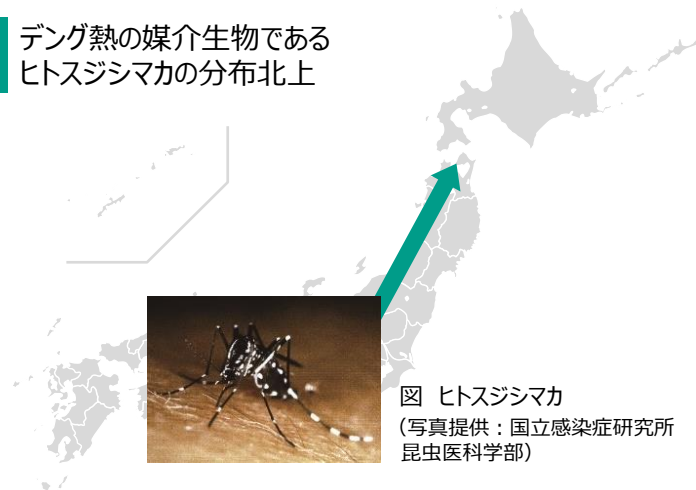 デング熱の媒介生物である
ヒトスジシマカの分布北上
図 ヒトスジシマカ
（写真提供：国立感染症研究所
昆虫医科学部）